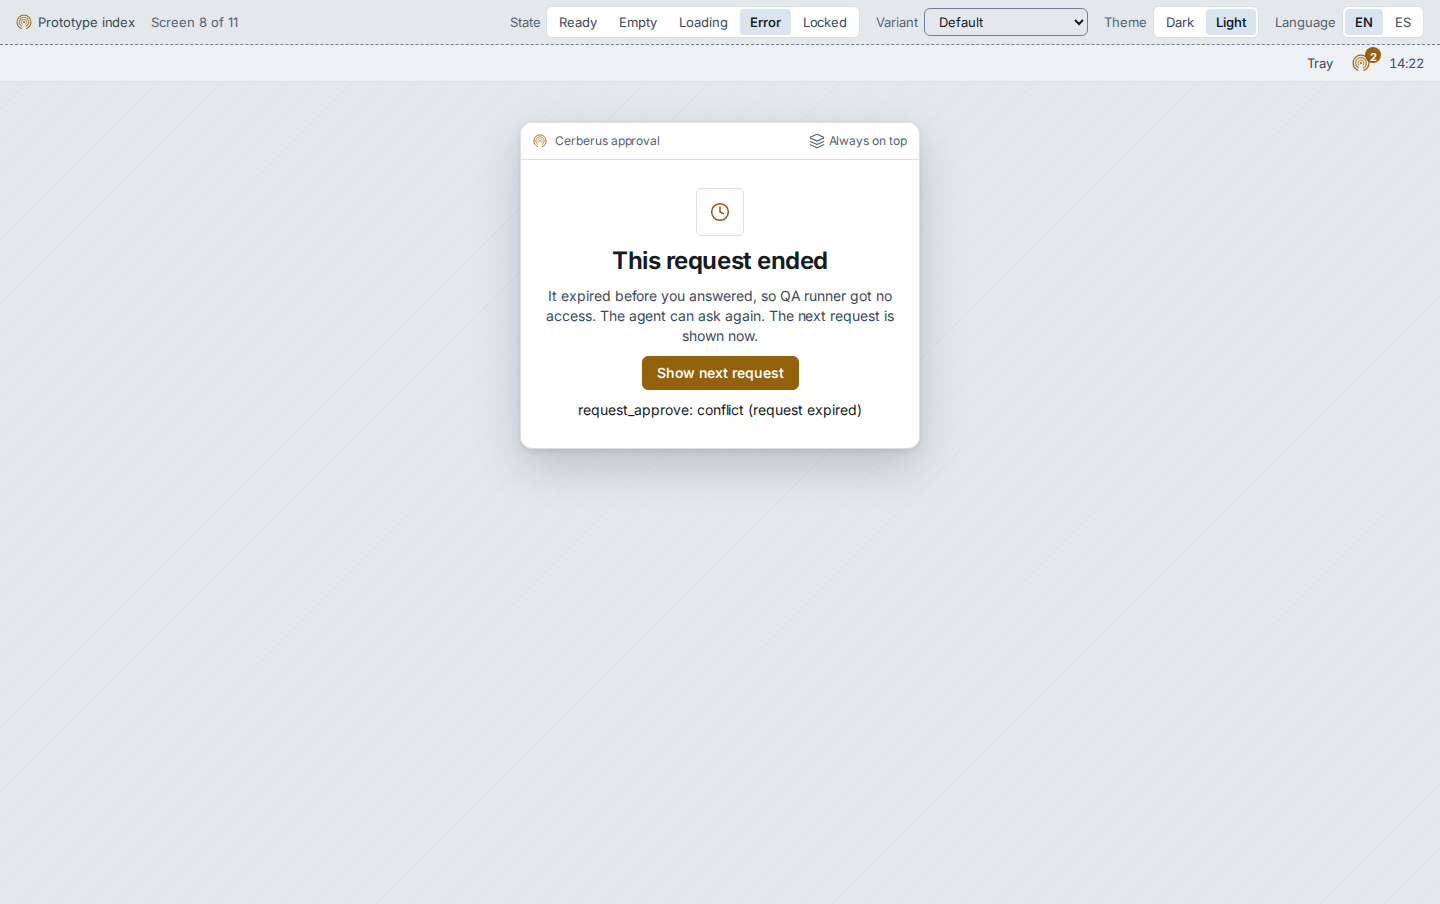 Prototype index Screen 8 of 11 State Ready Empty Loading Error Locked Variant Default Theme Dark Light Language EN ES
Tray 2 14:22
Cerberus approval Always on top
This request ended
It expired before you answered, so QA runner got no
access. The agent can ask again. The next request is
shown now.
Show next request
request_approve: conflict (request expired)